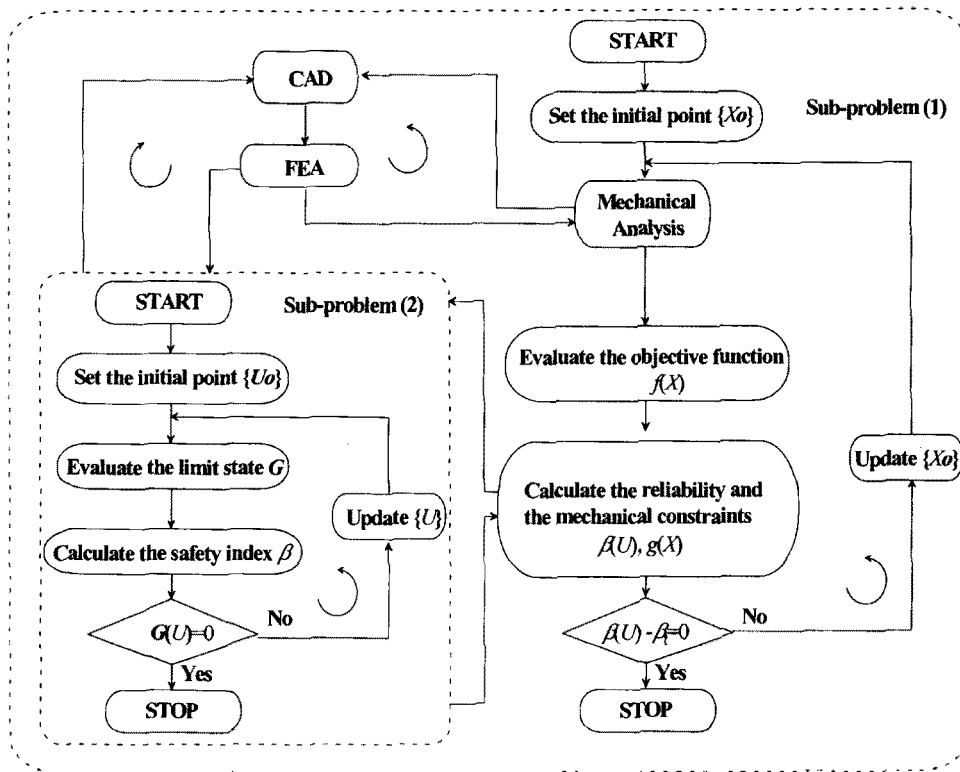 START
CAD
Set the initial point {Xo}
Sub-problem (1)
FEA
Mechanical
Analysis
START
Sub-problem (2)
Evaluate the objective function
f(X)
Set the initial point {Uo}
Evaluate the limit state G
Update {Xo}
Calculate the reliability and
the mechanical constraints
β(U), g(X)
Update {U}
Calculate the safety index β
No
G(U)=0
Yes
STOP
No
β(U) - βt=0
Yes
STOP